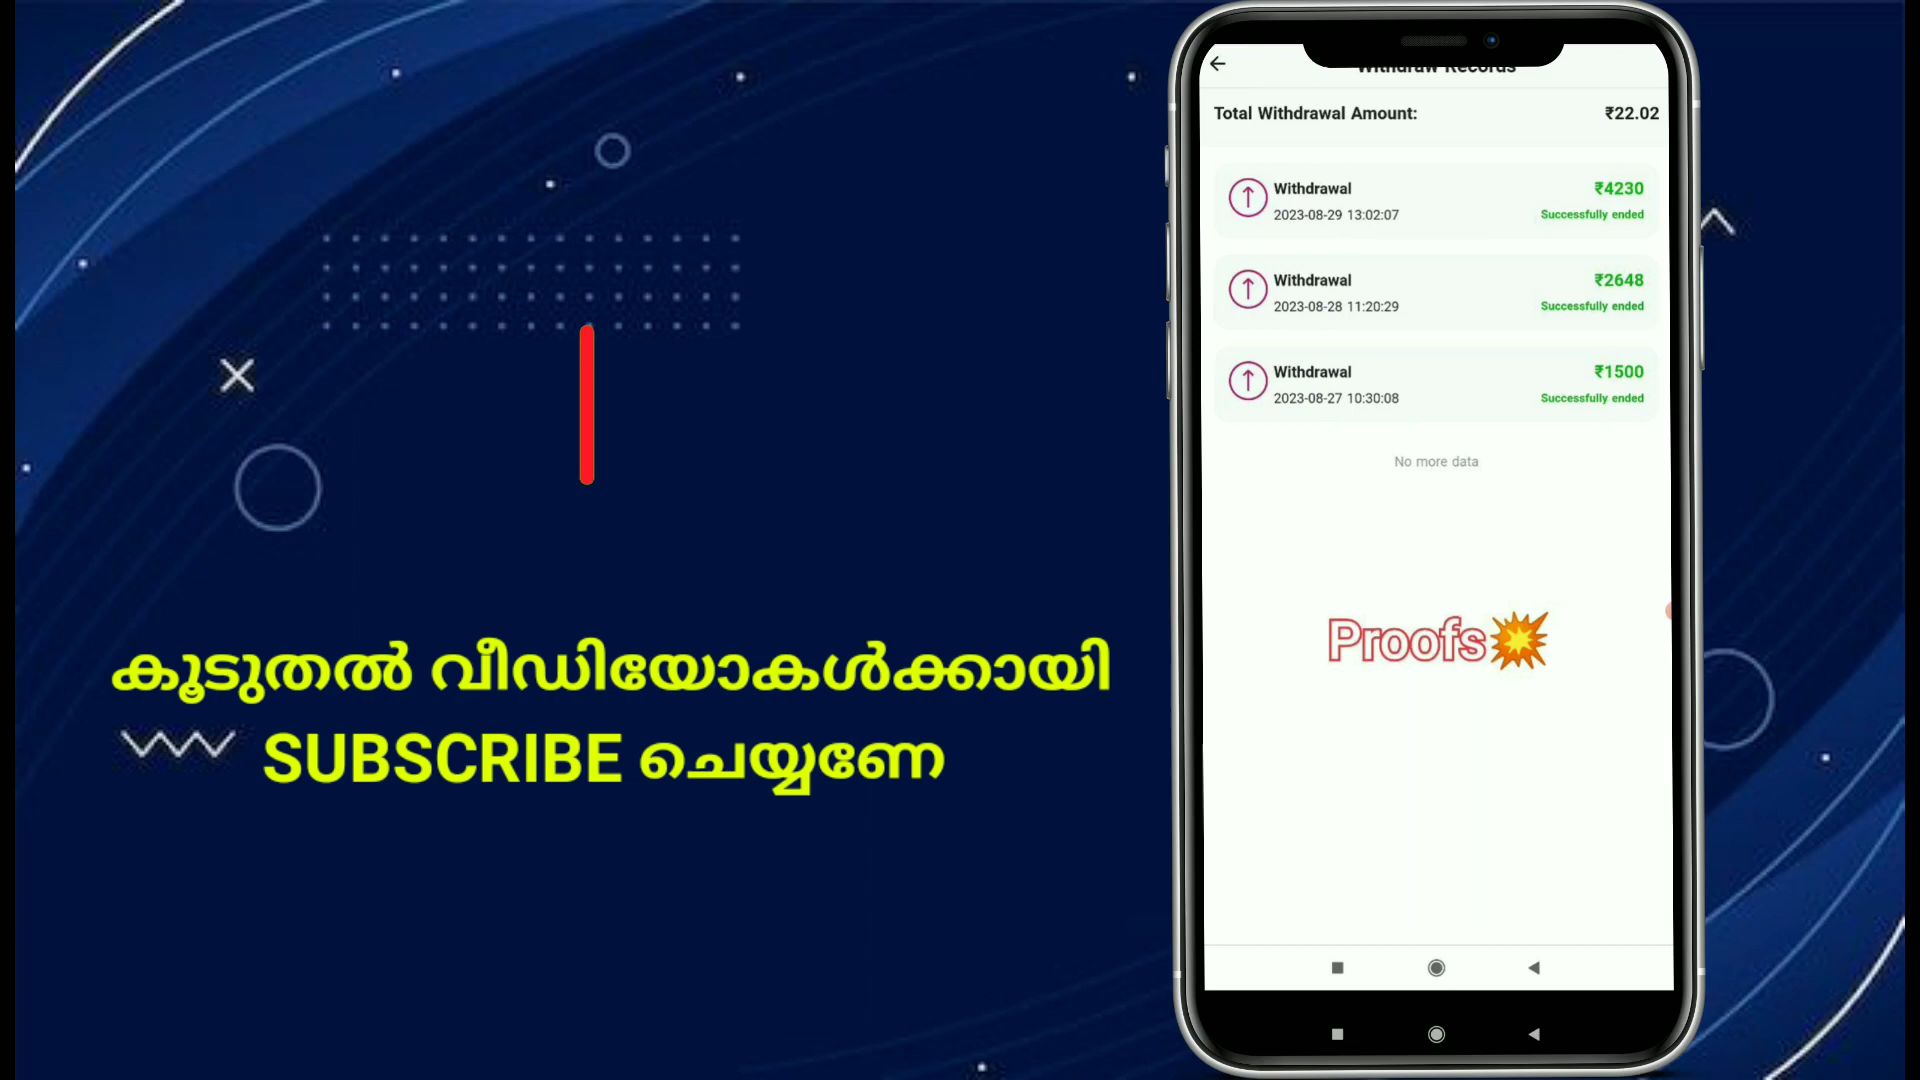 Withdraw Records
Total Withdrawal Amount: ₹22.02
Withdrawal ₹4230
2023-08-29 13:02:07 Successfully ended
Withdrawal ₹2648
2023-08-28 11:20:29 Successfully ended
Withdrawal ₹1500
2023-08-27 10:30:08 Successfully ended
No more data
Proofs💥
കൂടുതൽ വീഡിയോകൾക്കായി
SUBSCRIBE ചെയ്യണേ